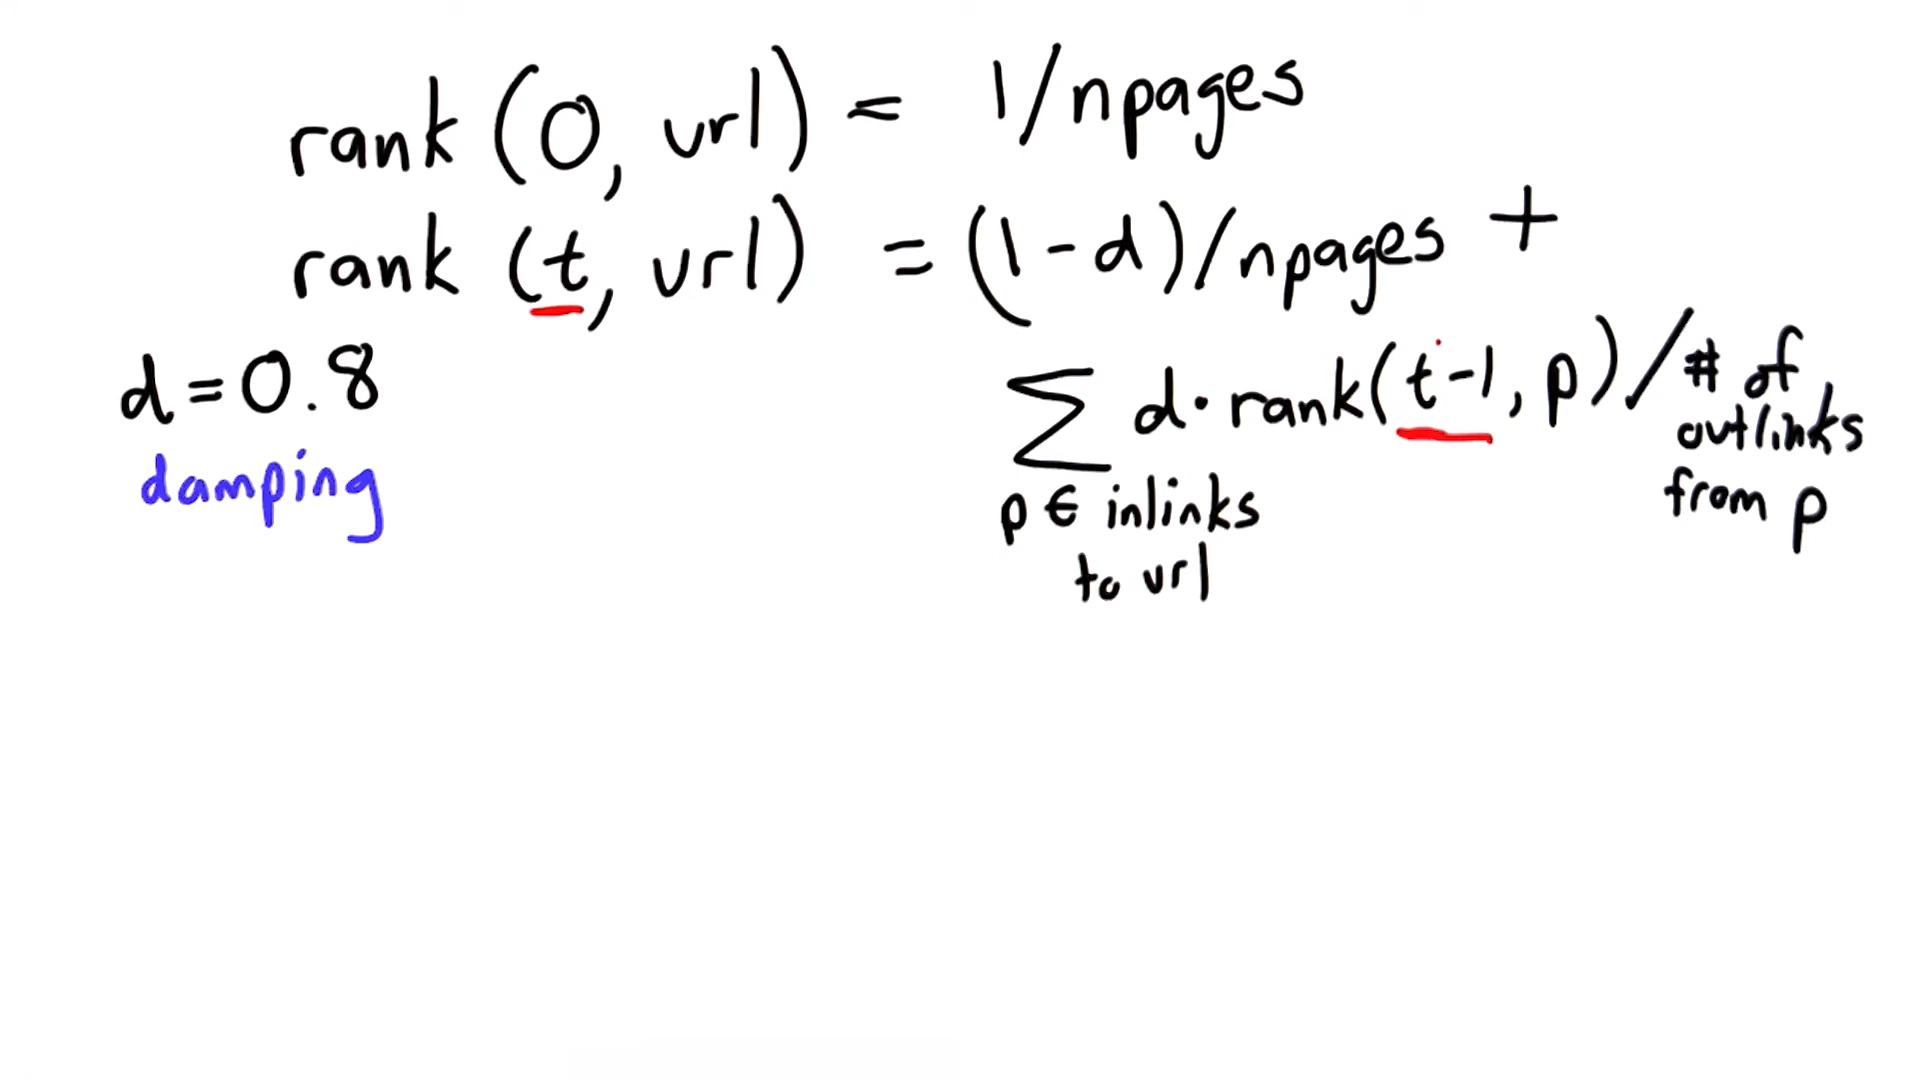 rank (0, url) = 1/npages
rank (t, url) = (1-d)/npages +
d = 0.8
damping
∑ d · rank(t-1, p) / # of
outlinks
from p
p ∈ inlinks
to url